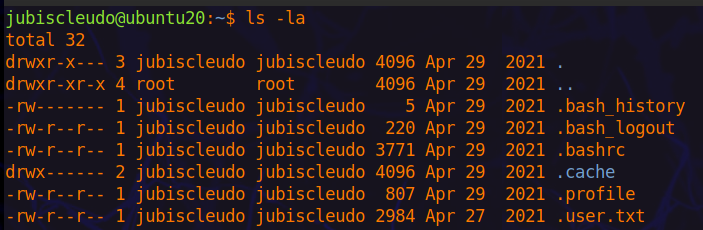 jubiscleudo@ubuntu20:~$ ls -la
total 32
drwxr-x--- 3 jubiscleudo jubiscleudo 4096 Apr 29  2021 .
drwxr-xr-x 4 root        root        4096 Apr 29  2021 ..
-rw------- 1 jubiscleudo jubiscleudo    5 Apr 29  2021 .bash_history
-rw-r--r-- 1 jubiscleudo jubiscleudo  220 Apr 29  2021 .bash_logout
-rw-r--r-- 1 jubiscleudo jubiscleudo 3771 Apr 29  2021 .bashrc
drwx------ 2 jubiscleudo jubiscleudo 4096 Apr 29  2021 .cache
-rw-r--r-- 1 jubiscleudo jubiscleudo  807 Apr 29  2021 .profile
-rw-r--r-- 1 jubiscleudo jubiscleudo 2984 Apr 27  2021 .user.txt